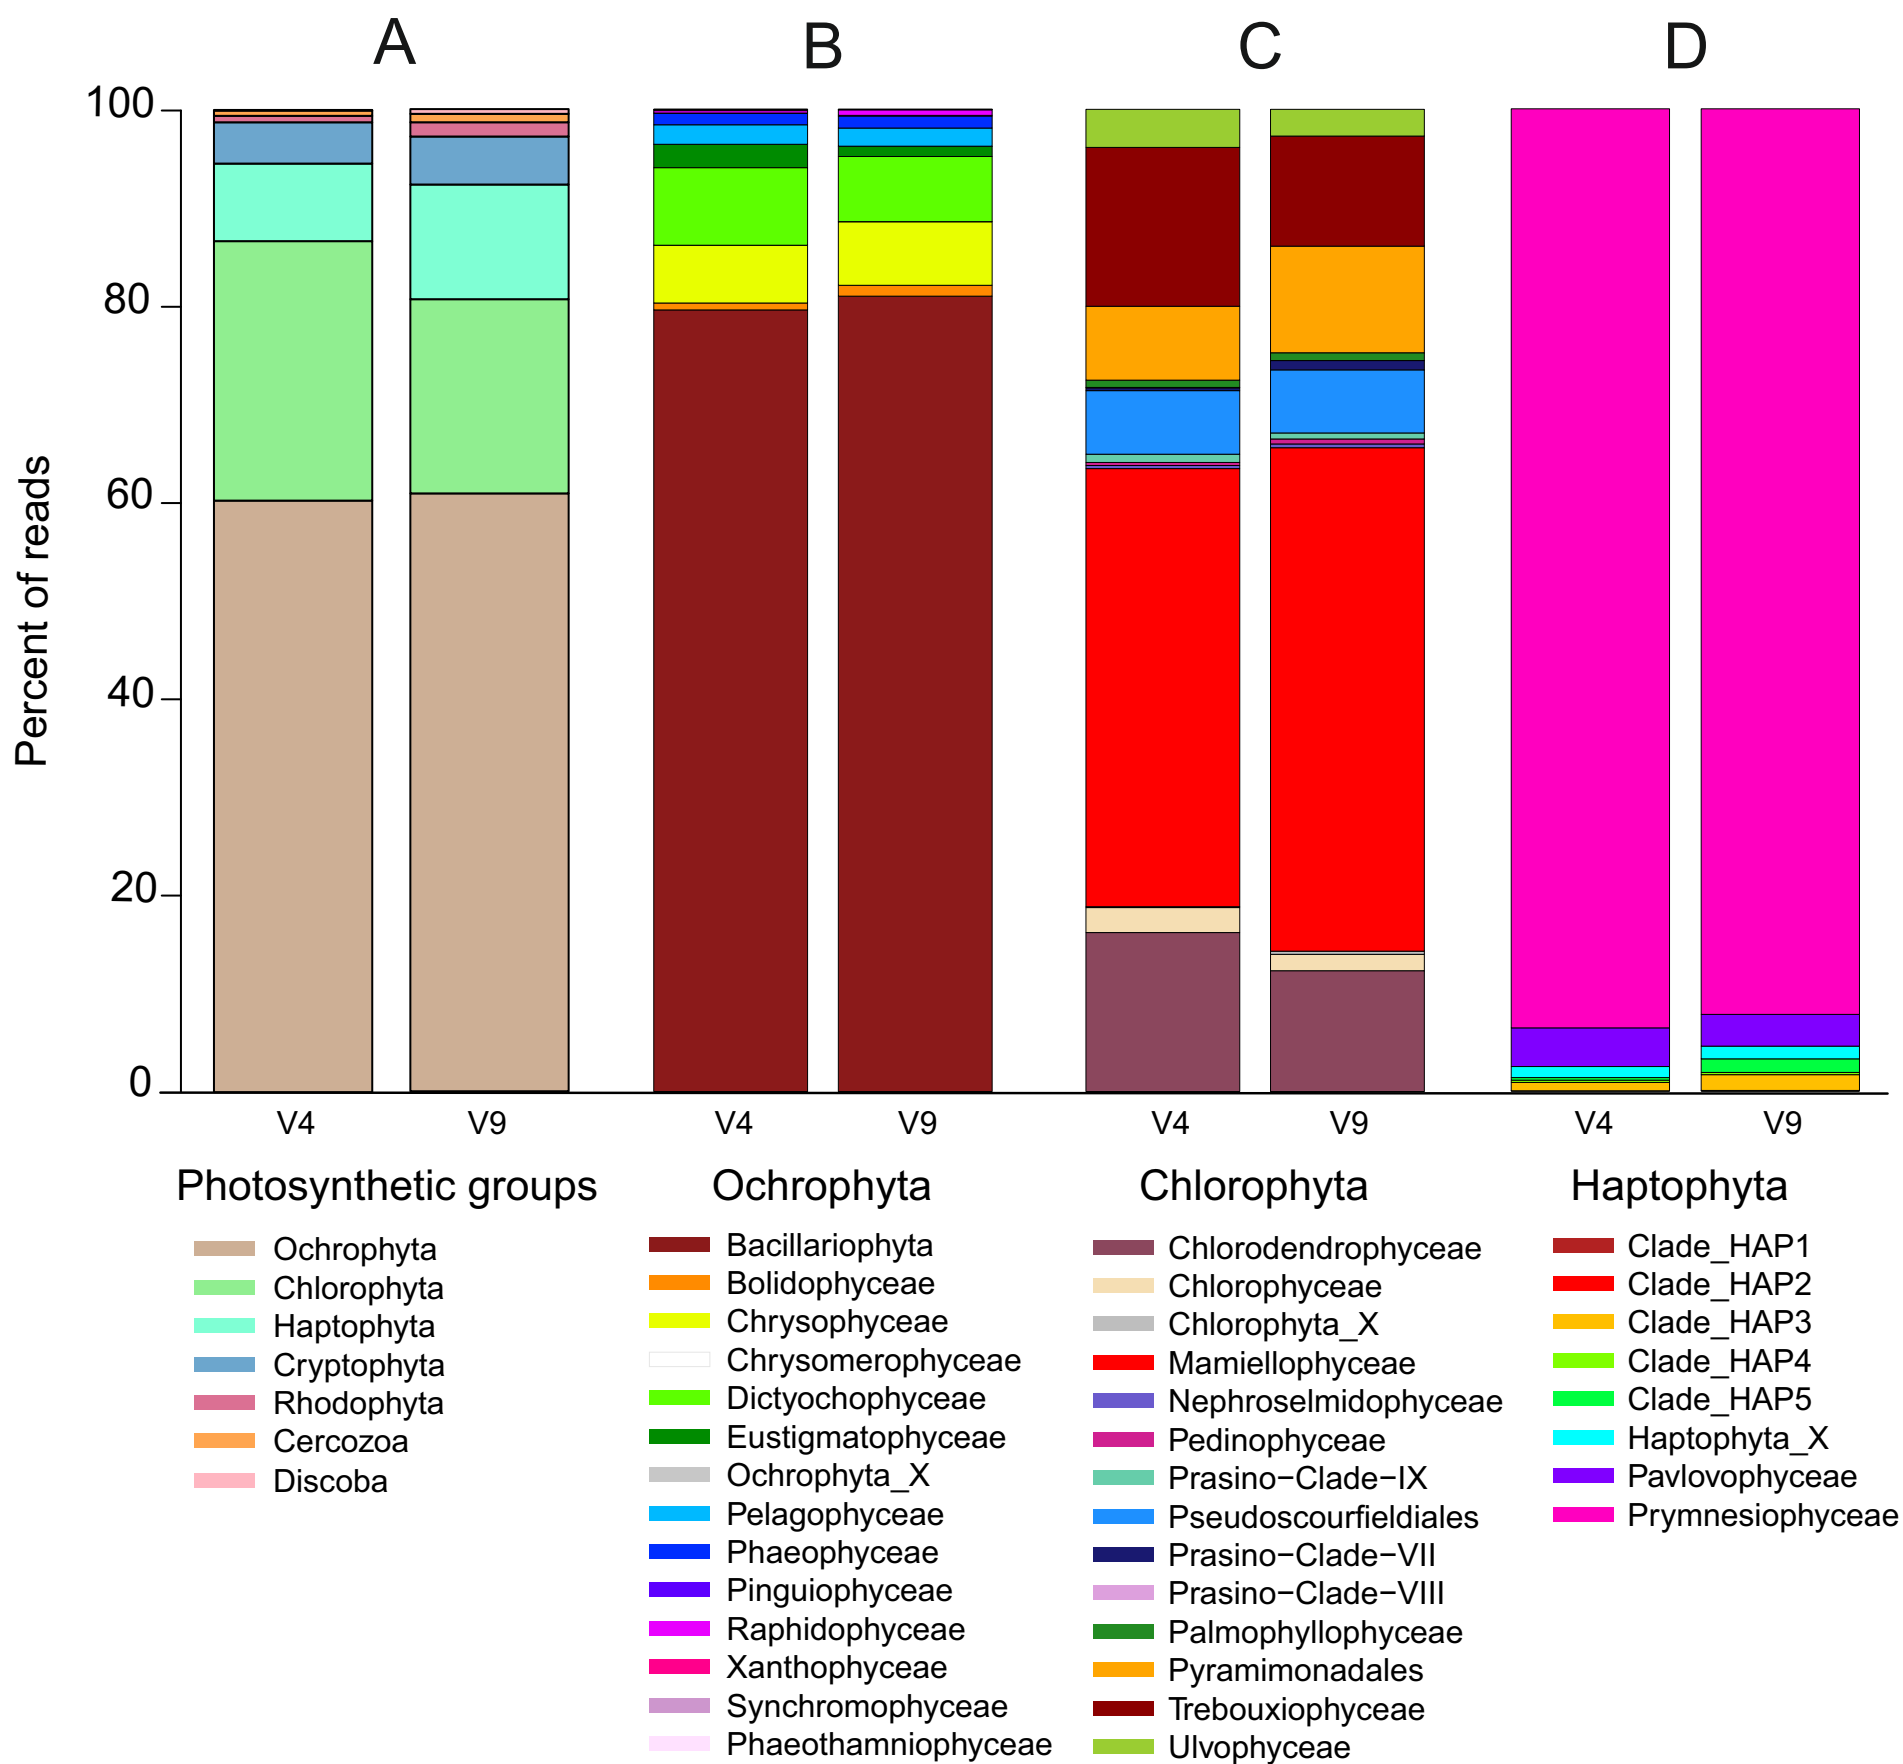 A B C D
Percent of reads
100
80
60
40
20
0
V4 V9 V4 V9 V4 V9 V4 V9
Photosynthetic groups
Ochrophyta
Chlorophyta
Haptophyta
Cryptophyta
Rhodophyta
Cercozoa
Discoba
Ochrophyta
Bacillariophyta
Bolidophyceae
Chrysophyceae
Chrysomerophyceae
Dictyochophyceae
Eustigmatophyceae
Ochrophyta_X
Pelagophyceae
Phaeophyceae
Pinguiophyceae
Raphidophyceae
Xanthophyceae
Synchromophyceae
Phaeothamniophyceae
Chlorophyta
Chlorodendrophyceae
Chlorophyceae
Chlorophyta_X
Mamiellophyceae
Nephroselmidophyceae
Pedinophyceae
Prasino−Clade−IX
Pseudoscourfieldiales
Prasino−Clade−VII
Prasino−Clade−VIII
Palmophyllophyceae
Pyramimonadales
Trebouxiophyceae
Ulvophyceae
Haptophyta
Clade_HAP1
Clade_HAP2
Clade_HAP3
Clade_HAP4
Clade_HAP5
Haptophyta_X
Pavlovophyceae
Prymnesiophyceae